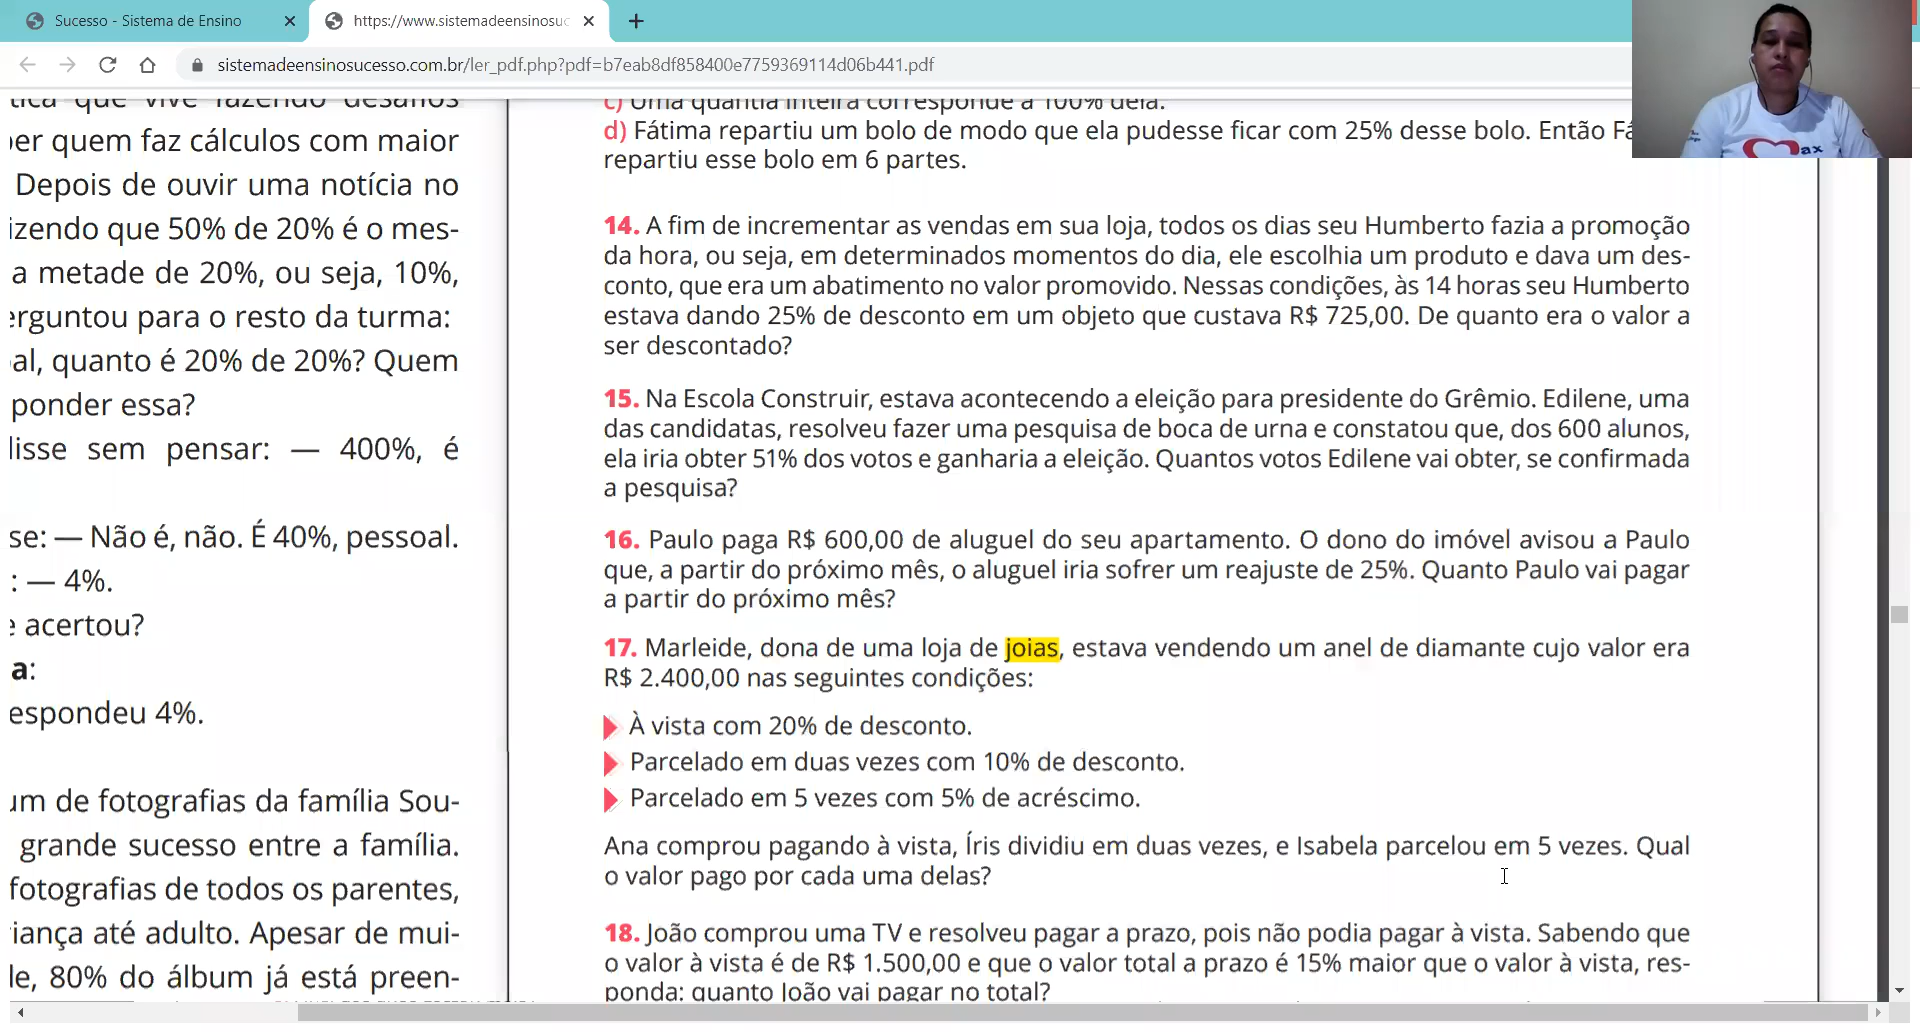 Sucesso - Sistema de Ensino
https://www.sistemadeensinosuc
sistemadeensinosucesso.com.br/ler_pdf.php?pdf=b7eab8df858400e7759369114d06b441.pdf
tica que vive fazendo desafios
er quem faz cálculos com maior
Depois de ouvir uma notícia no
izendo que 50% de 20% é o mes-
a metade de 20%, ou seja, 10%,
erguntou para o resto da turma:
al, quanto é 20% de 20%? Quem
ponder essa?
lisse sem pensar: — 400%, é
se: — Não é, não. É 40%, pessoal.
: — 4%.
e acertou?
a:
espondeu 4%.
um de fotografias da família Sou-
grande sucesso entre a família.
fotografias de todos os parentes,
riança até adulto. Apesar de mui-
le, 80% do álbum já está preen-
c) Uma quantia inteira corresponde a 100% dela.
d) Fátima repartiu um bolo de modo que ela pudesse ficar com 25% desse bolo. Então Fá
repartiu esse bolo em 6 partes.
14. A fim de incrementar as vendas em sua loja, todos os dias seu Humberto fazia a promoção
da hora, ou seja, em determinados momentos do dia, ele escolhia um produto e dava um des-
conto, que era um abatimento no valor promovido. Nessas condições, às 14 horas seu Humberto
estava dando 25% de desconto em um objeto que custava R$ 725,00. De quanto era o valor a
ser descontado?
15. Na Escola Construir, estava acontecendo a eleição para presidente do Grêmio. Edilene, uma
das candidatas, resolveu fazer uma pesquisa de boca de urna e constatou que, dos 600 alunos,
ela iria obter 51% dos votos e ganharia a eleição. Quantos votos Edilene vai obter, se confirmada
a pesquisa?
16. Paulo paga R$ 600,00 de aluguel do seu apartamento. O dono do imóvel avisou a Paulo
que, a partir do próximo mês, o aluguel iria sofrer um reajuste de 25%. Quanto Paulo vai pagar
a partir do próximo mês?
17. Marleide, dona de uma loja de joias, estava vendendo um anel de diamante cujo valor era
R$ 2.400,00 nas seguintes condições:
À vista com 20% de desconto.
Parcelado em duas vezes com 10% de desconto.
Parcelado em 5 vezes com 5% de acréscimo.
Ana comprou pagando à vista, Íris dividiu em duas vezes, e Isabela parcelou em 5 vezes. Qual
o valor pago por cada uma delas?
18. João comprou uma TV e resolveu pagar a prazo, pois não podia pagar à vista. Sabendo que
o valor à vista é de R$ 1.500,00 e que o valor total a prazo é 15% maior que o valor à vista, res-
ponda: quanto João vai pagar no total?
ax